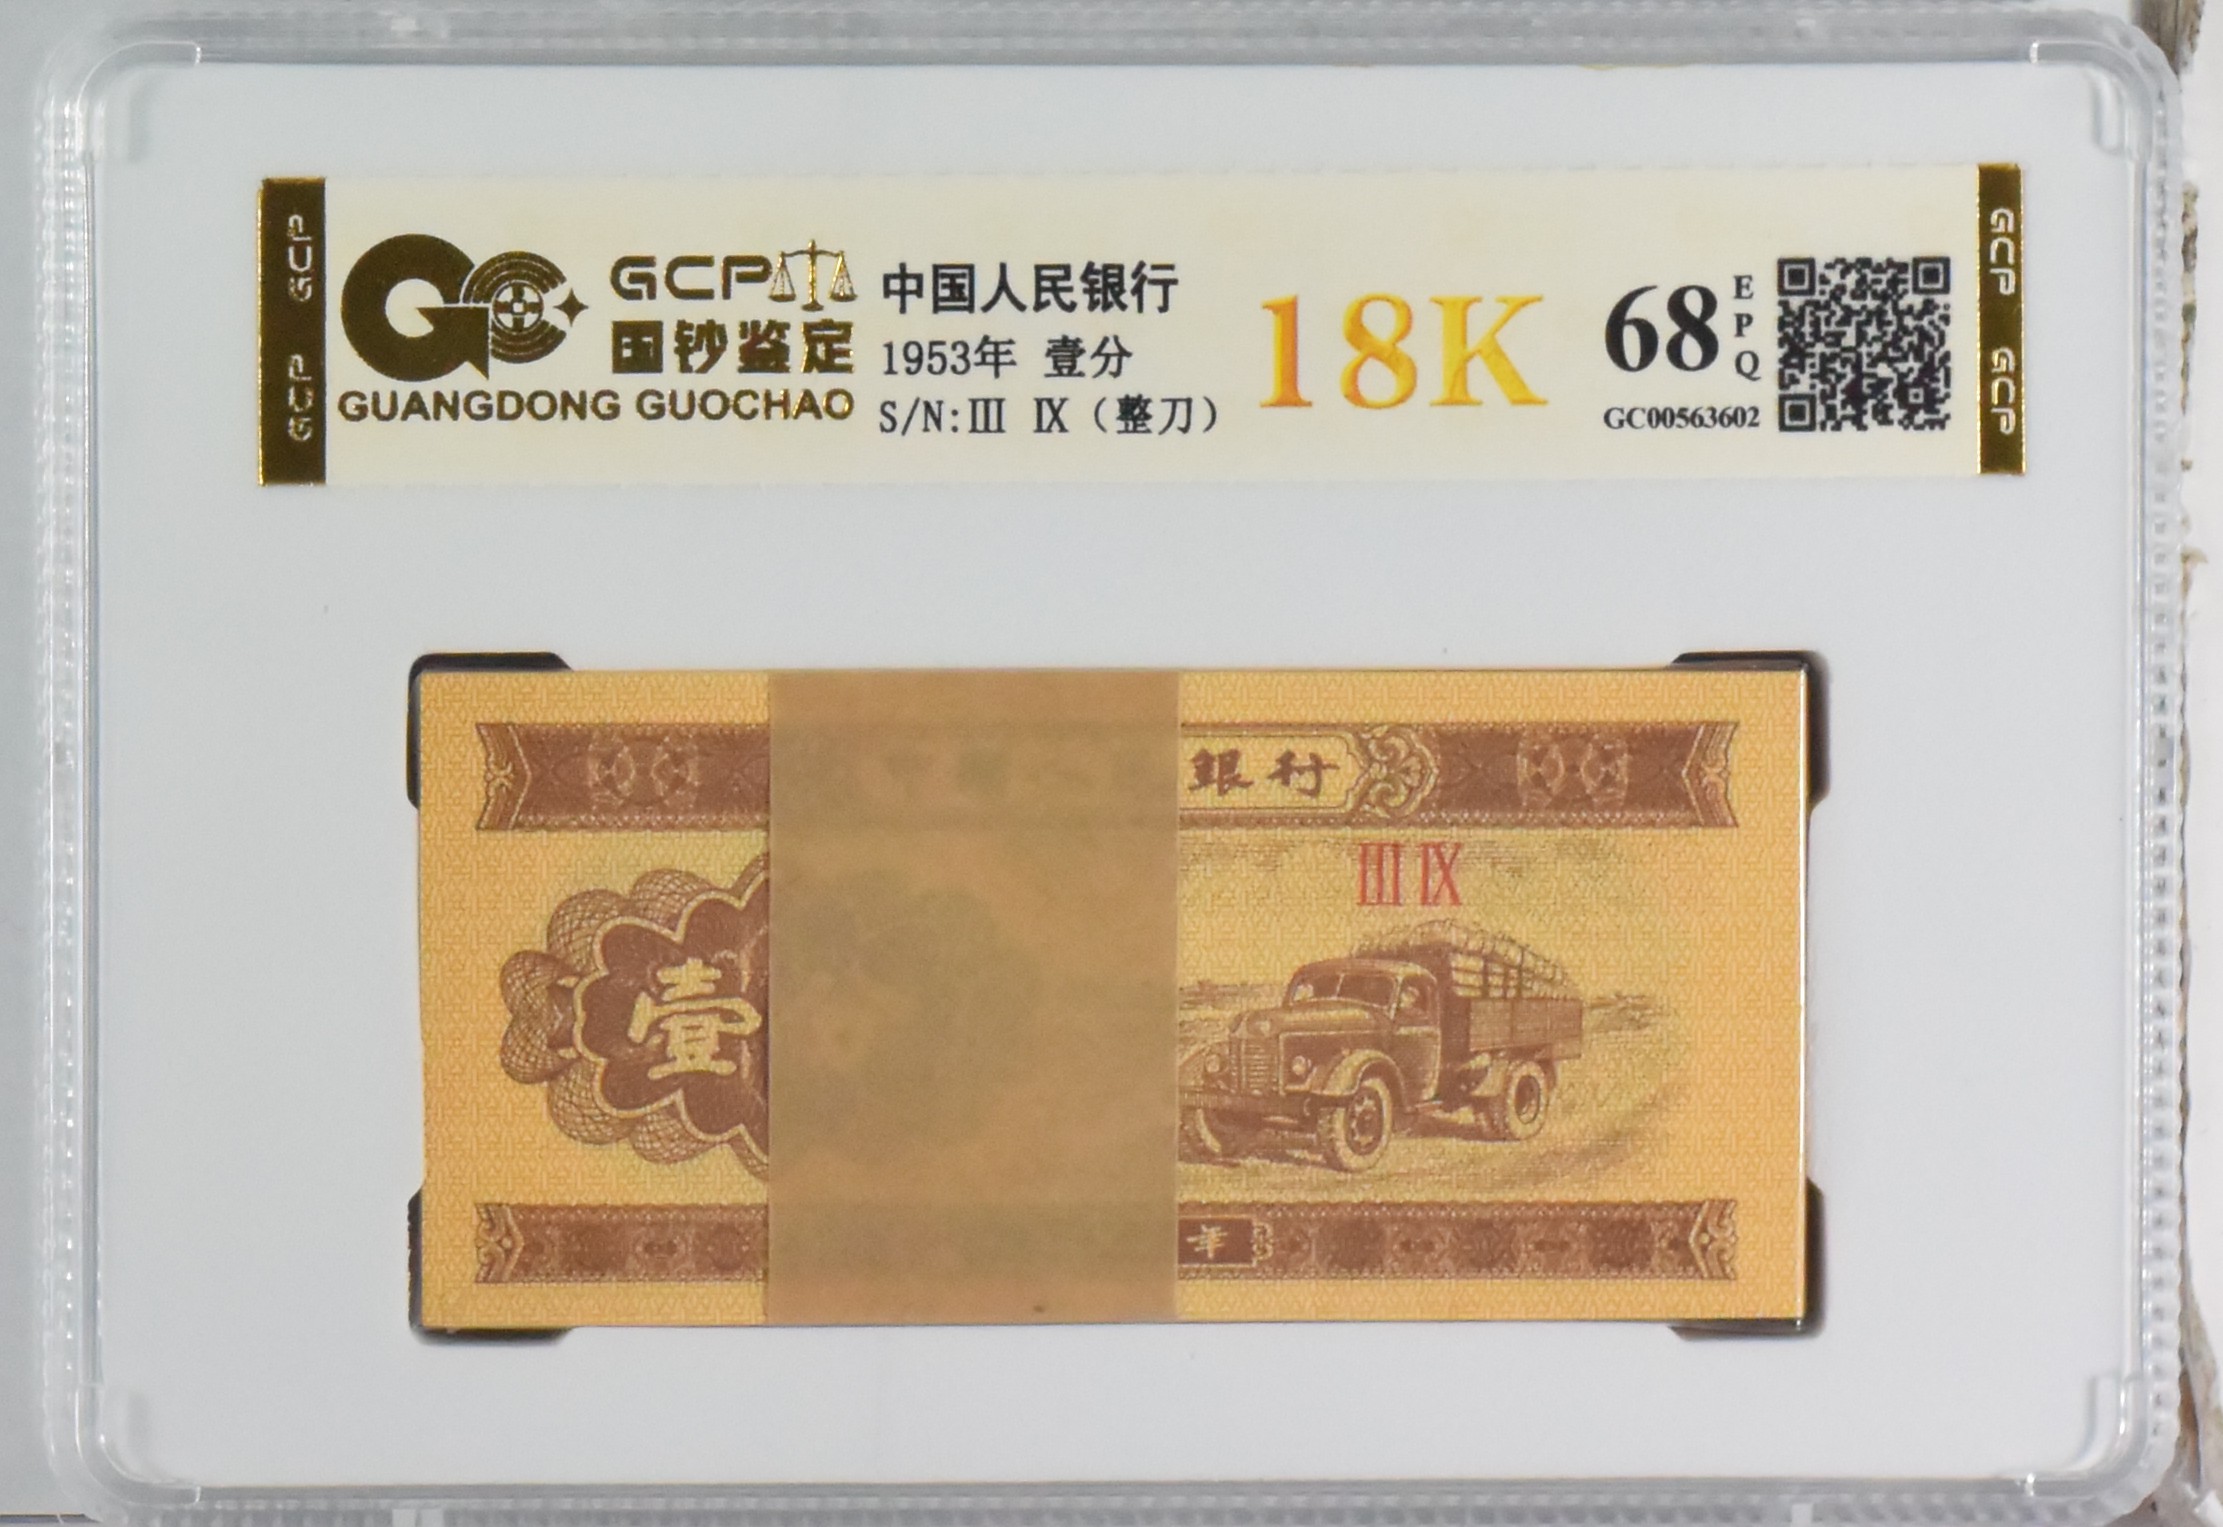 GCP GCP
GCP
国钞鉴定
GUANGDONG GUOCHAO
中国人民银行
1953年 壹分
S/N:Ⅲ Ⅸ（整刀）
18K
68
EPQ
GC00563602
GCP GCP
銀行
Ⅲ Ⅸ
壹
年